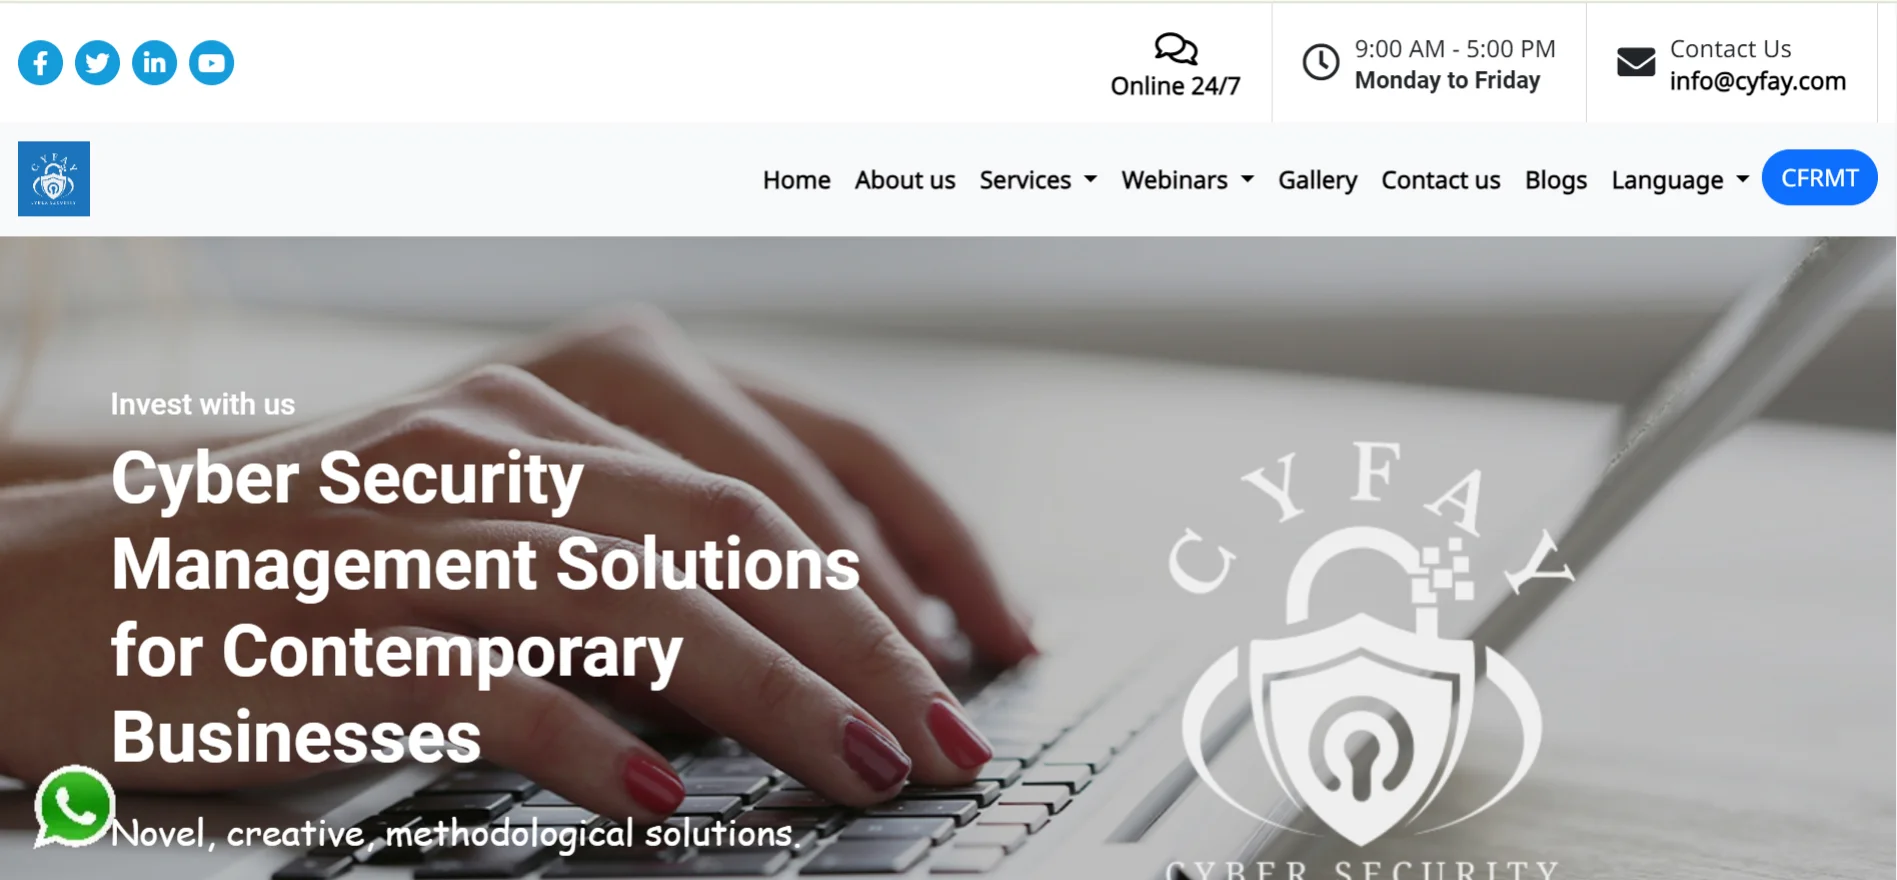 Online 24/7
9:00 AM - 5:00 PM
Monday to Friday
Contact Us
info@cyfay.com
CYFAY
CYBER SECURITY
Home About us Services Webinars Gallery Contact us Blogs Language CFRMT
Invest with us
Cyber Security
Management Solutions
for Contemporary
Businesses
Novel, creative, methodological solutions.
CYFAY
CYBER SECURITY